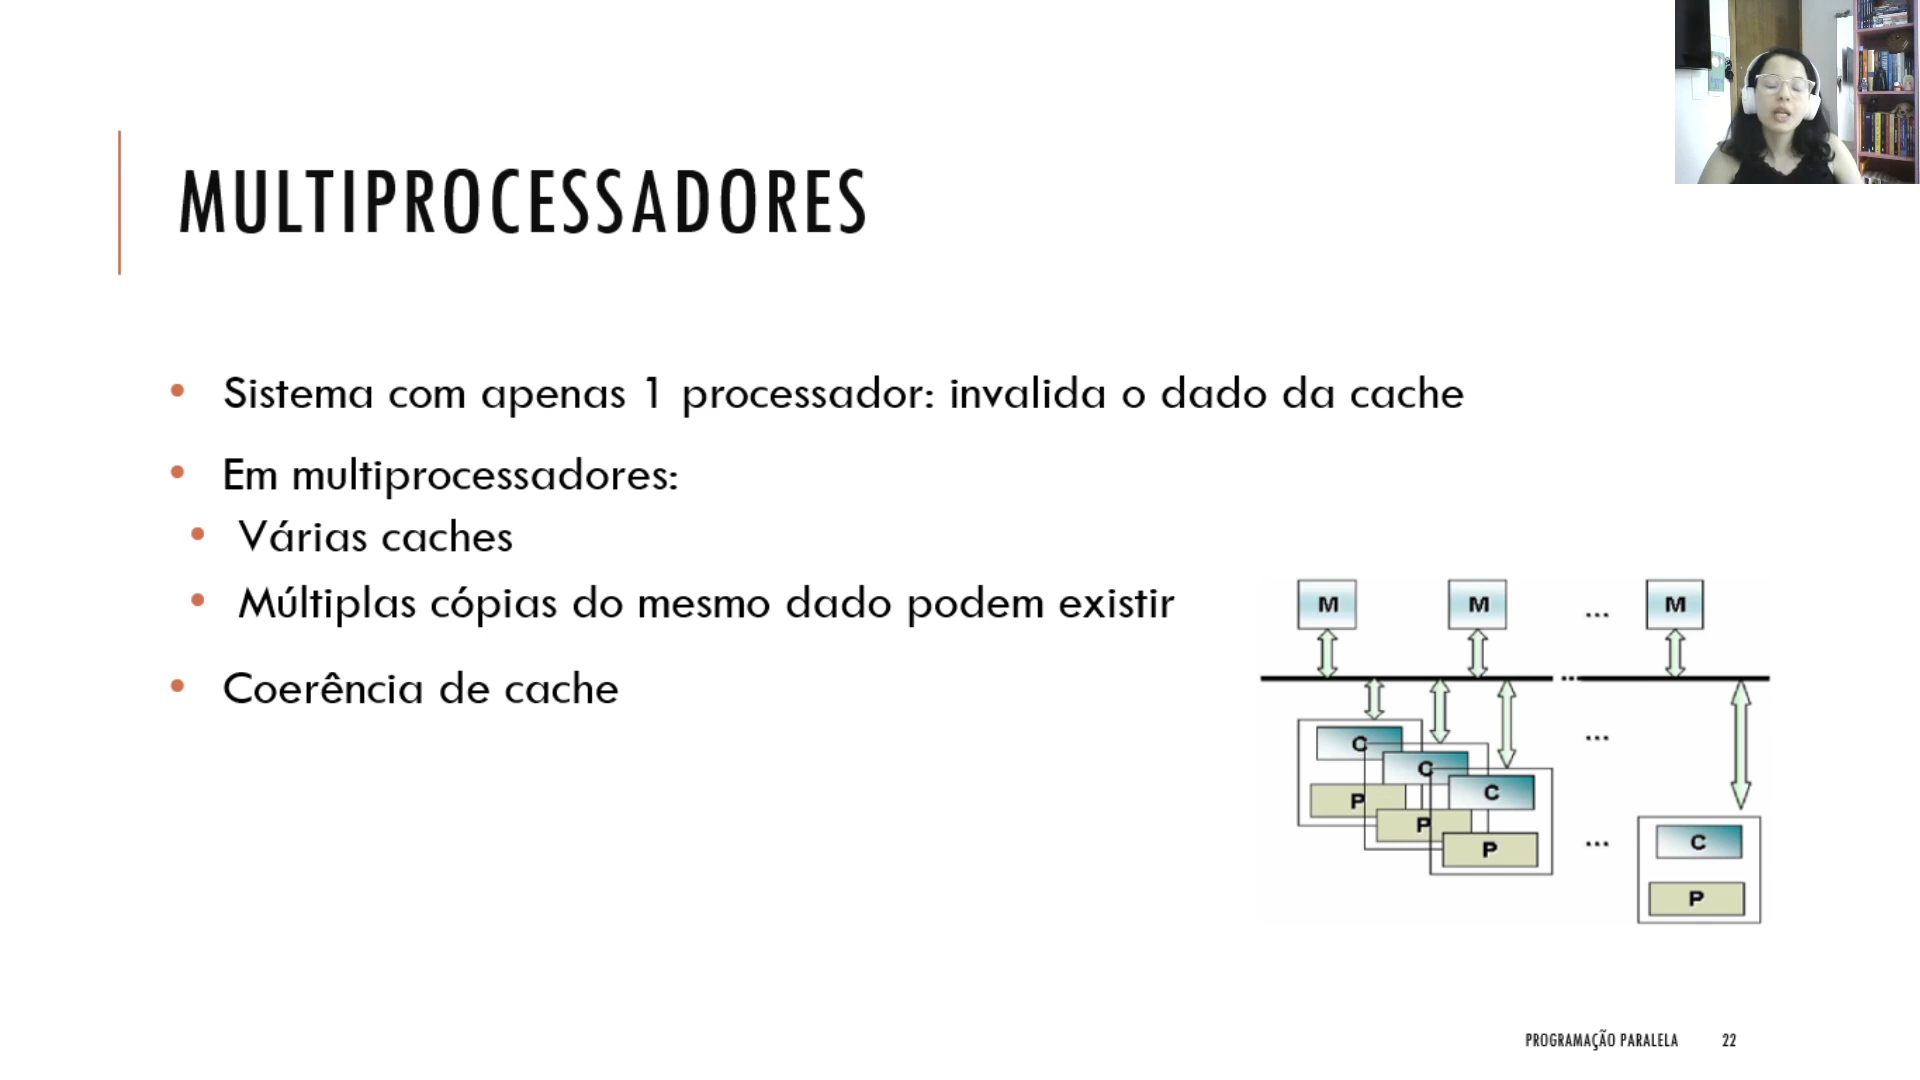 MULTIPROCESSADORES
• Sistema com apenas 1 processador: invalida o dado da cache
• Em multiprocessadores:
• Várias caches
• Múltiplas cópias do mesmo dado podem existir
• Coerência de cache
M M ... M
...
...
C
C
C
P
P
P
...
C
P
PROGRAMAÇÃO PARALELA 22